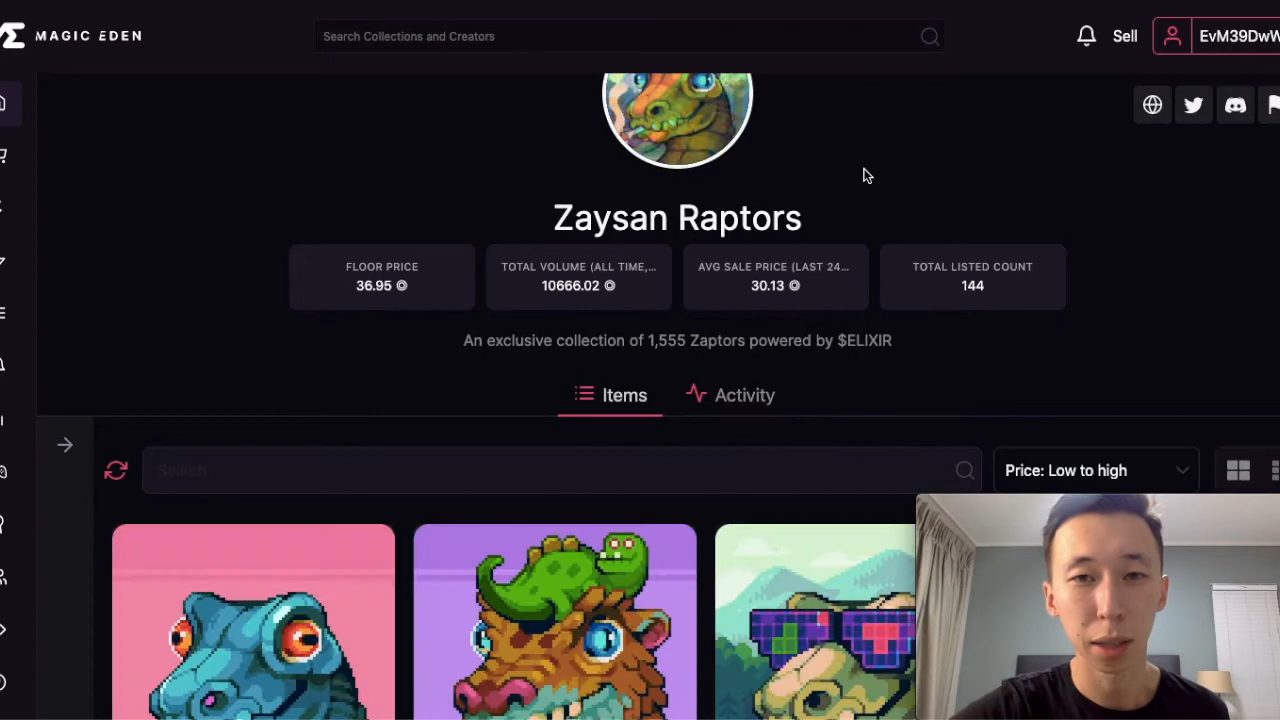 MAGIC EDEN
Search Collections and Creators
Sell
EvM39DwW
Zaysan Raptors
FLOOR PRICE
36.95
TOTAL VOLUME (ALL TIME,...
10666.02
AVG SALE PRICE (LAST 24...
30.13
TOTAL LISTED COUNT
144
An exclusive collection of 1,555 Zaptors powered by $ELIXIR
Items
Activity
Search
Price: Low to high